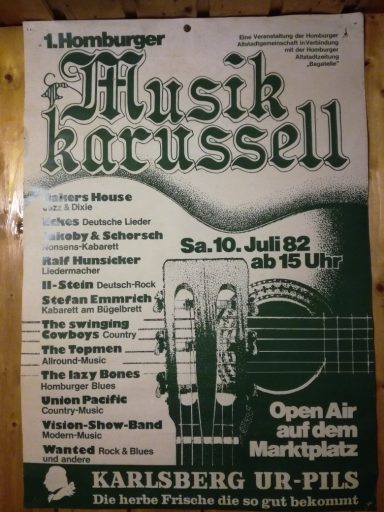 1. Homburger
Musik
karussell
Eine Veranstaltung der Homburger
Altstadtgemeinschaft in Verbindung
mit der Homburger
Altstadtzeitung
„Bagatelle"
Bakers House
Jazz & Dixie
Eckes Deutsche Lieder
Jakoby & Schorsch
Nonsens-Kabarett
Ralf Hunsicker
Liedermacher
II-Stein Deutsch-Rock
Stefan Emmrich
Kabarett am Bügelbrett
The swinging
Cowboys Country
The Topmen
Allround-Music
The lazy Bones
Homburger Blues
Union Pacific
Country-Music
Vision-Show-Band
Modern-Music
Wanted Rock & Blues
und andere
Sa. 10. Juli 82
ab 15 Uhr
Open Air
auf dem
Marktplatz
KARLSBERG UR-PILS
Die herbe Frische die so gut bekommt